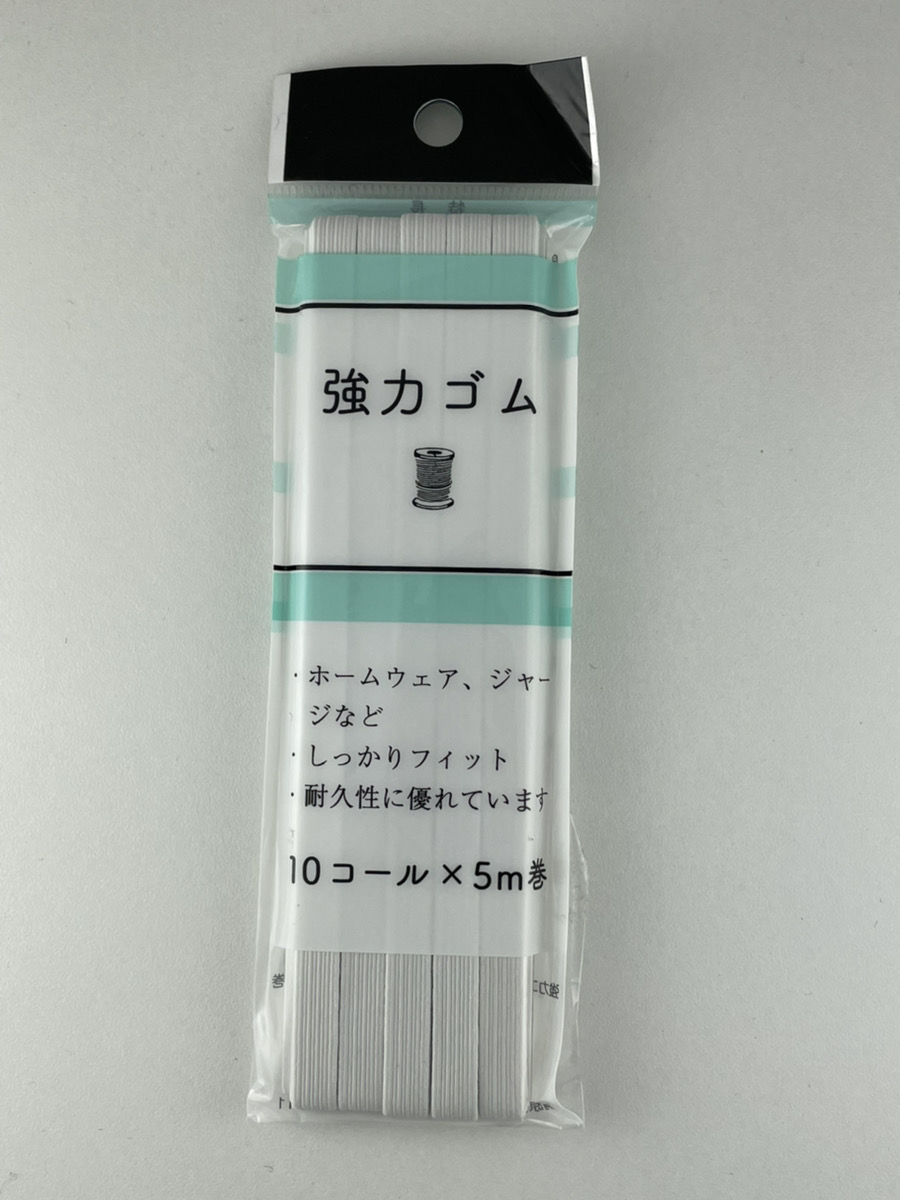 強力ゴム
・ホームウェア、ジャー
ジなど
・しっかりフィット
・耐久性に優れています
10コール×5m巻